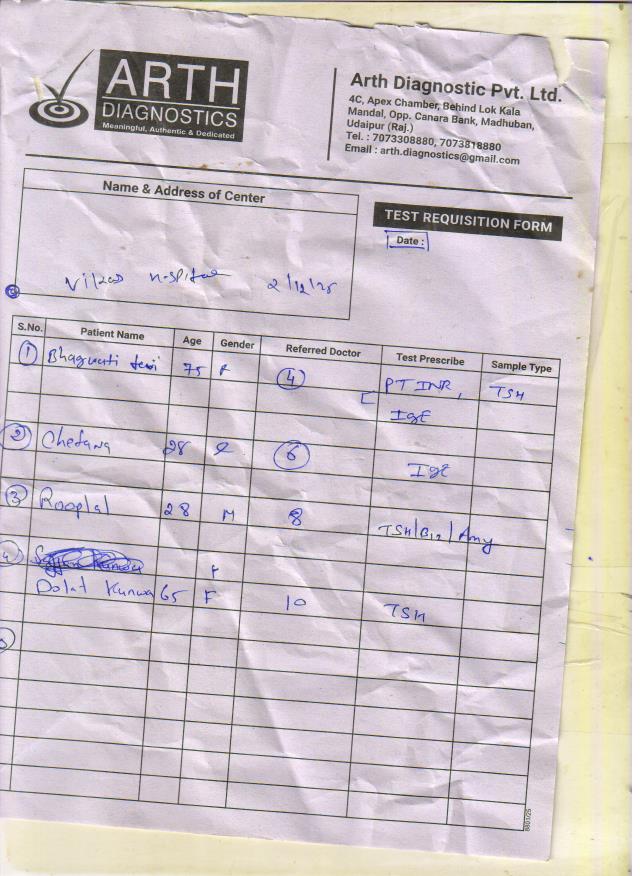 ARTH
DIAGNOSTICS
Meaningful, Authentic & Dedicated
Arth Diagnostic Pvt. Ltd.
4C, Apex Chamber, Behind Lok Kala
Mandal, Opp. Canara Bank, Madhuban,
Udaipur (Raj.)
Tel. : 7073308880, 7073818880
Email : arth.diagnostics@gmail.com
Name & Address of Center
TEST REQUISITION FORM
Date :
2/12/25
S.No. Patient Name Age Gender Referred Doctor Test Prescribe Sample Type
1 Bhagwati 75 F 4 PT INR, TSH
IgE
2 Chetana 28 6 IgE
3 Rooplal 28 M 8 TSH/B12/Amy
F
Dolat Kunwa 65 F 10 TSH
8801/25